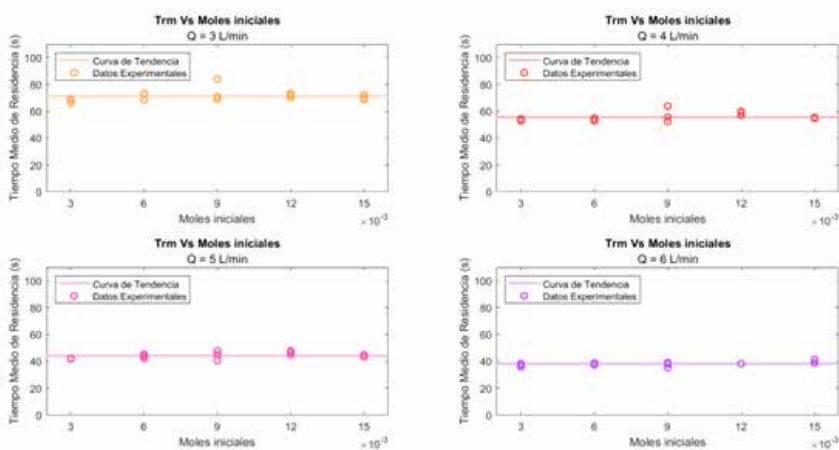 Trm Vs Moles iniciales
Q = 3 L/min
Tiempo Medio de Residencia (s)
100
80
60
40
20
0
Curva de Tendencia
Datos Experimentales
3 6 9 12 15
Moles iniciales
×10⁻³
Trm Vs Moles iniciales
Q = 4 L/min
Tiempo Medio de Residencia (s)
100
80
60
40
20
0
Curva de Tendencia
Datos Experimentales
3 6 9 12 15
Moles iniciales
×10⁻³
Trm Vs Moles iniciales
Q = 5 L/min
Tiempo Medio de Residencia (s)
100
80
60
40
20
0
Curva de Tendencia
Datos Experimentales
3 6 9 12 15
Moles iniciales
×10⁻³
Trm Vs Moles iniciales
Q = 6 L/min
Tiempo Medio de Residencia (s)
100
80
60
40
20
0
Curva de Tendencia
Datos Experimentales
3 6 9 12 15
Moles iniciales
×10⁻³